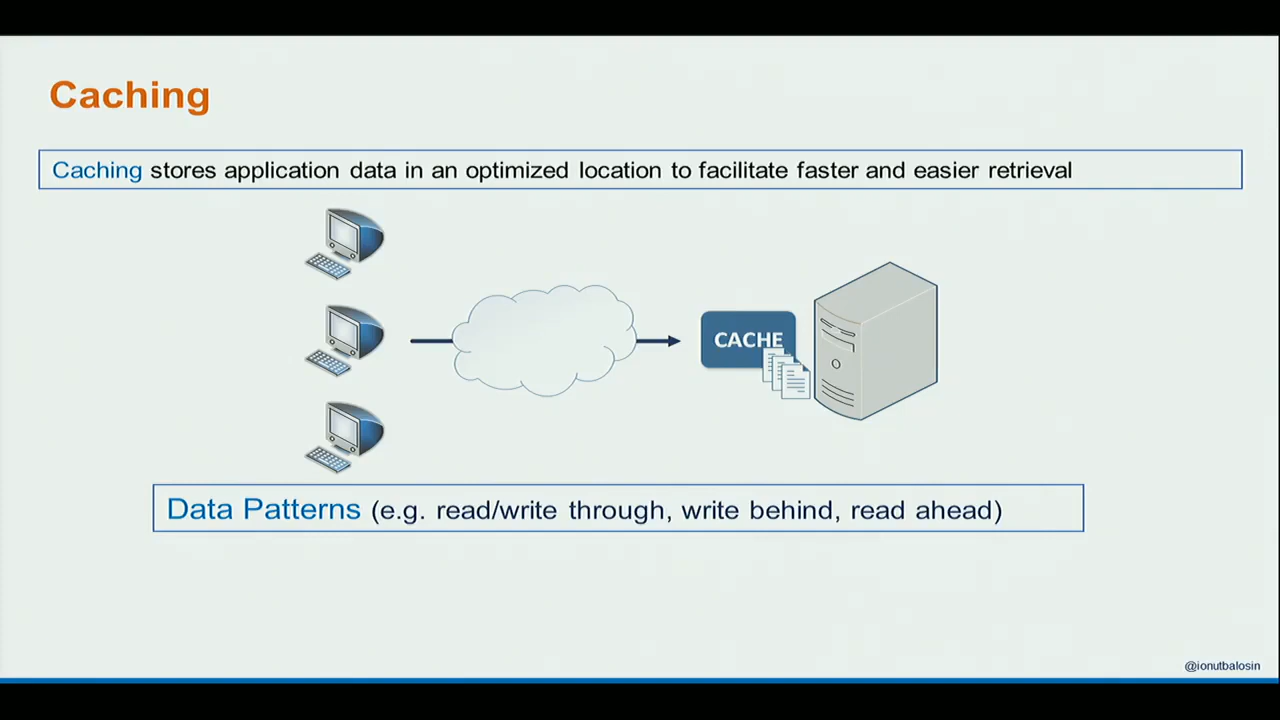 Caching
Caching stores application data in an optimized location to facilitate faster and easier retrieval
CACHE
Data Patterns (e.g. read/write through, write behind, read ahead)
@ionutbalosin